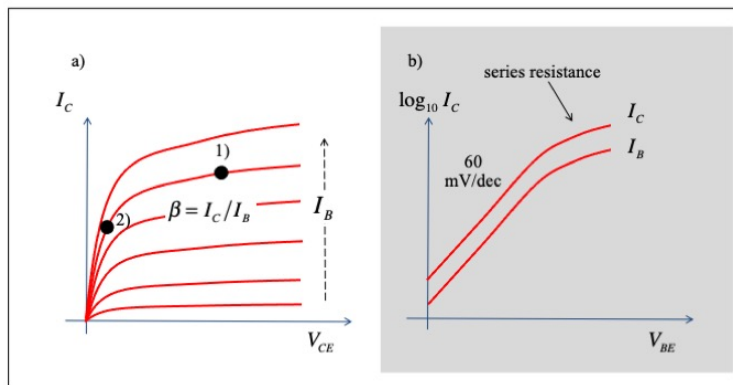 a)
I_C
1)
2)
β = I_C/I_B
I_B
V_CE
b)
series resistance
log₁₀ I_C
I_C
I_B
60
mV/dec
V_BE